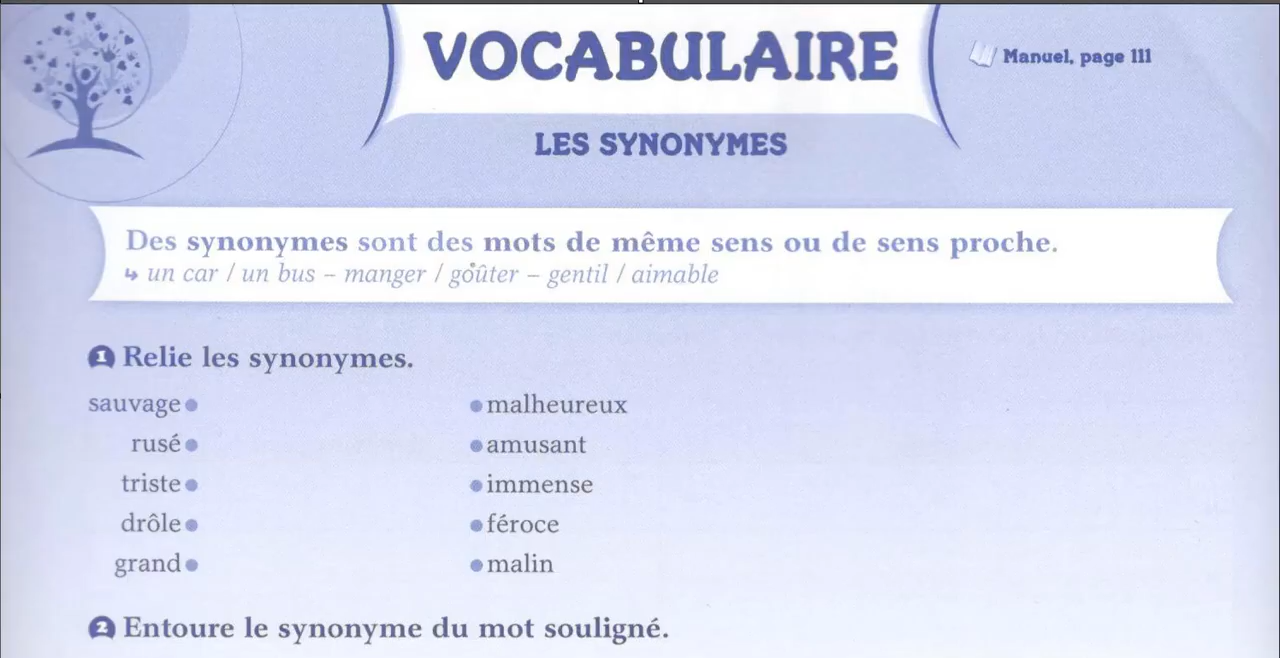 VOCABULAIRE
Manuel, page 111
LES SYNONYMES
Des synonymes sont des mots de même sens ou de sens proche.
↳ un car / un bus – manger / goûter – gentil / aimable
1 Relie les synonymes.
sauvage • • malheureux
rusé • • amusant
triste • • immense
drôle • • féroce
grand • • malin
2 Entoure le synonyme du mot souligné.